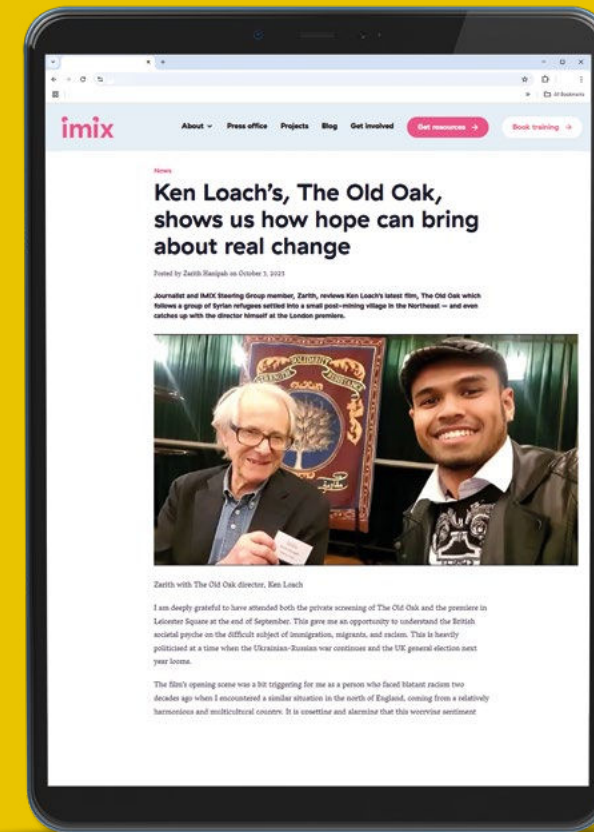 All Bookmarks
imix
About
Press office
Projects
Blog
Get involved
Get resources →
Book training →
News
Ken Loach’s, The Old Oak,
shows us how hope can bring
about real change
Posted by Zarith Hanipah on October 3, 2023
Journalist and IMIX Steering Group member, Zarith, reviews Ken Loach’s latest film, The Old Oak which
follows a group of Syrian refugees settled into a small post-mining village in the Northeast — and even
catches up with the director himself at the London premiere.
SOLIDARITY
STRENGTH
RESISTANCE
Zarith with The Old Oak director, Ken Loach
I am deeply grateful to have attended both the private screening of The Old Oak and the premiere in
Leicester Square at the end of September. This gave me an opportunity to understand the British
societal psyche on the difficult subject of immigration, migrants, and racism. This is heavily
politicised at a time when the Ukrainian-Russian war continues and the UK general election next
year looms.
The film’s opening scene was a bit triggering for me as a person who faced blatant racism two
decades ago when I encountered a similar situation in the north of England, coming from a relatively
harmonious and multicultural country. It is upsetting and alarming that this worrying sentiment